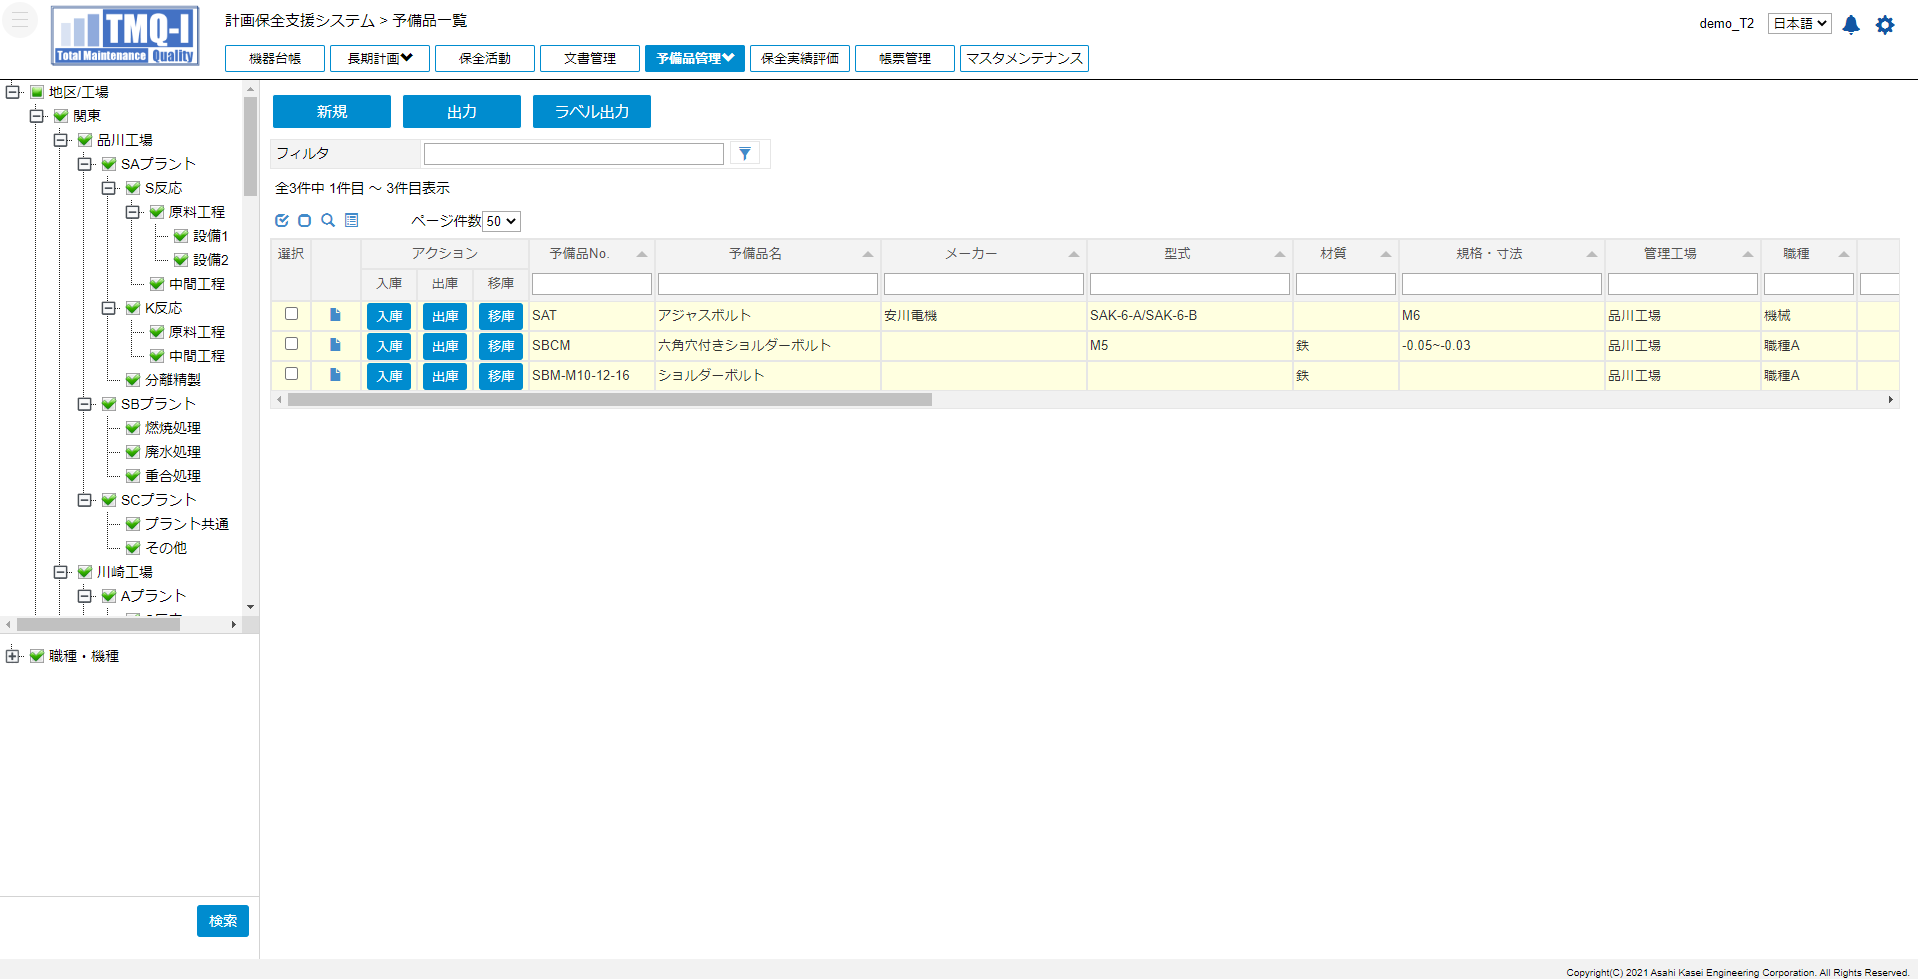 TMQ-I
Total Maintenance Quality
計画保全支援システム > 予備品一覧
demo_T2
日本語
機器台帳
長期計画
保全活動
文書管理
予備品管理
保全実績評価
帳票管理
マスタメンテナンス
地区/工場
関東
品川工場
SAプラント
S反応
原料工程
設備1
設備2
中間工程
K反応
原料工程
中間工程
分離精製
SBプラント
燃焼処理
廃水処理
重合処理
SCプラント
プラント共通
その他
川崎工場
Aプラント
職種・機種
検索
新規
出力
ラベル出力
フィルタ
全3件中 1件目 ～ 3件目表示
ページ件数 50
選択 アクション 予備品No. 予備品名 メーカー 型式 材質 規格・寸法 管理工場 職種
入庫 出庫 移庫
入庫 出庫 移庫 SAT アジャスボルト 安川電機 SAK-6-A/SAK-6-B M6 品川工場 機械
入庫 出庫 移庫 SBCM 六角穴付きショルダーボルト M5 鉄 -0.05~-0.03 品川工場 職種A
入庫 出庫 移庫 SBM-M10-12-16 ショルダーボルト 鉄 品川工場 職種A
Copyright(C) 2021 Asahi Kasei Engineering Corporation. All Rights Reserved.